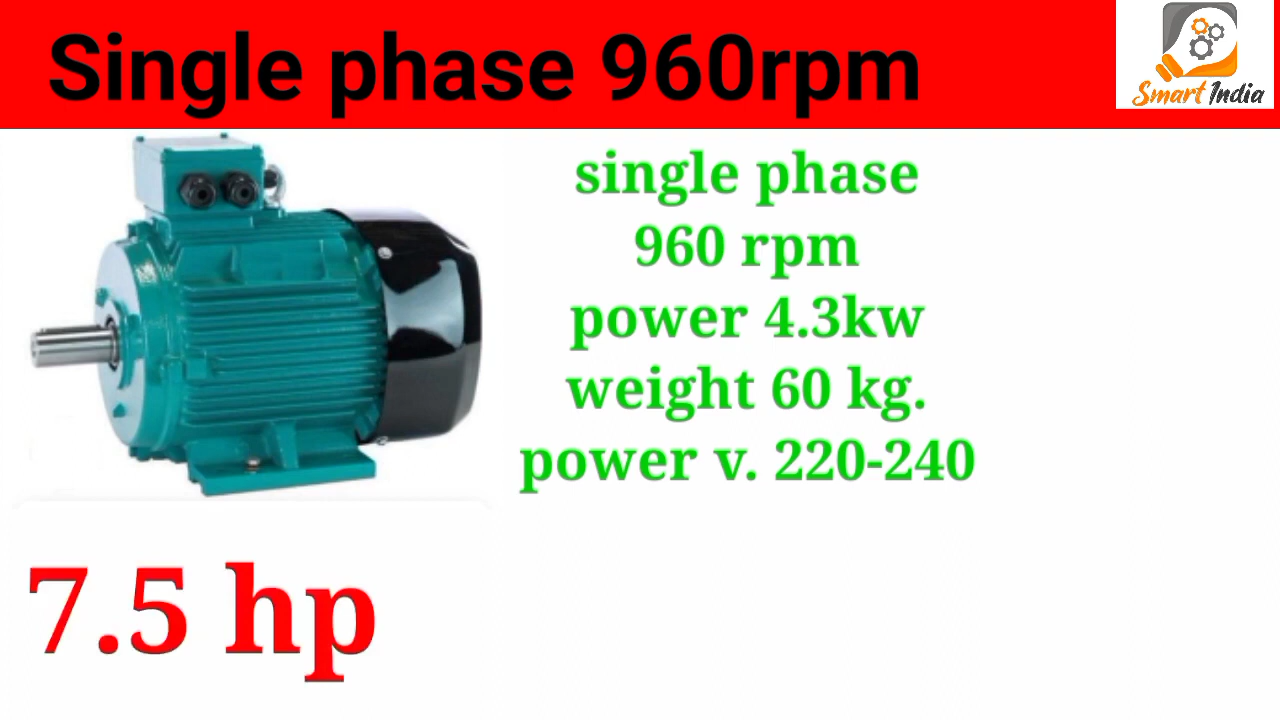 Single phase 960rpm
Smart India
single phase
960 rpm
power 4.3kw
weight 60 kg.
power v. 220-240
7.5 hp